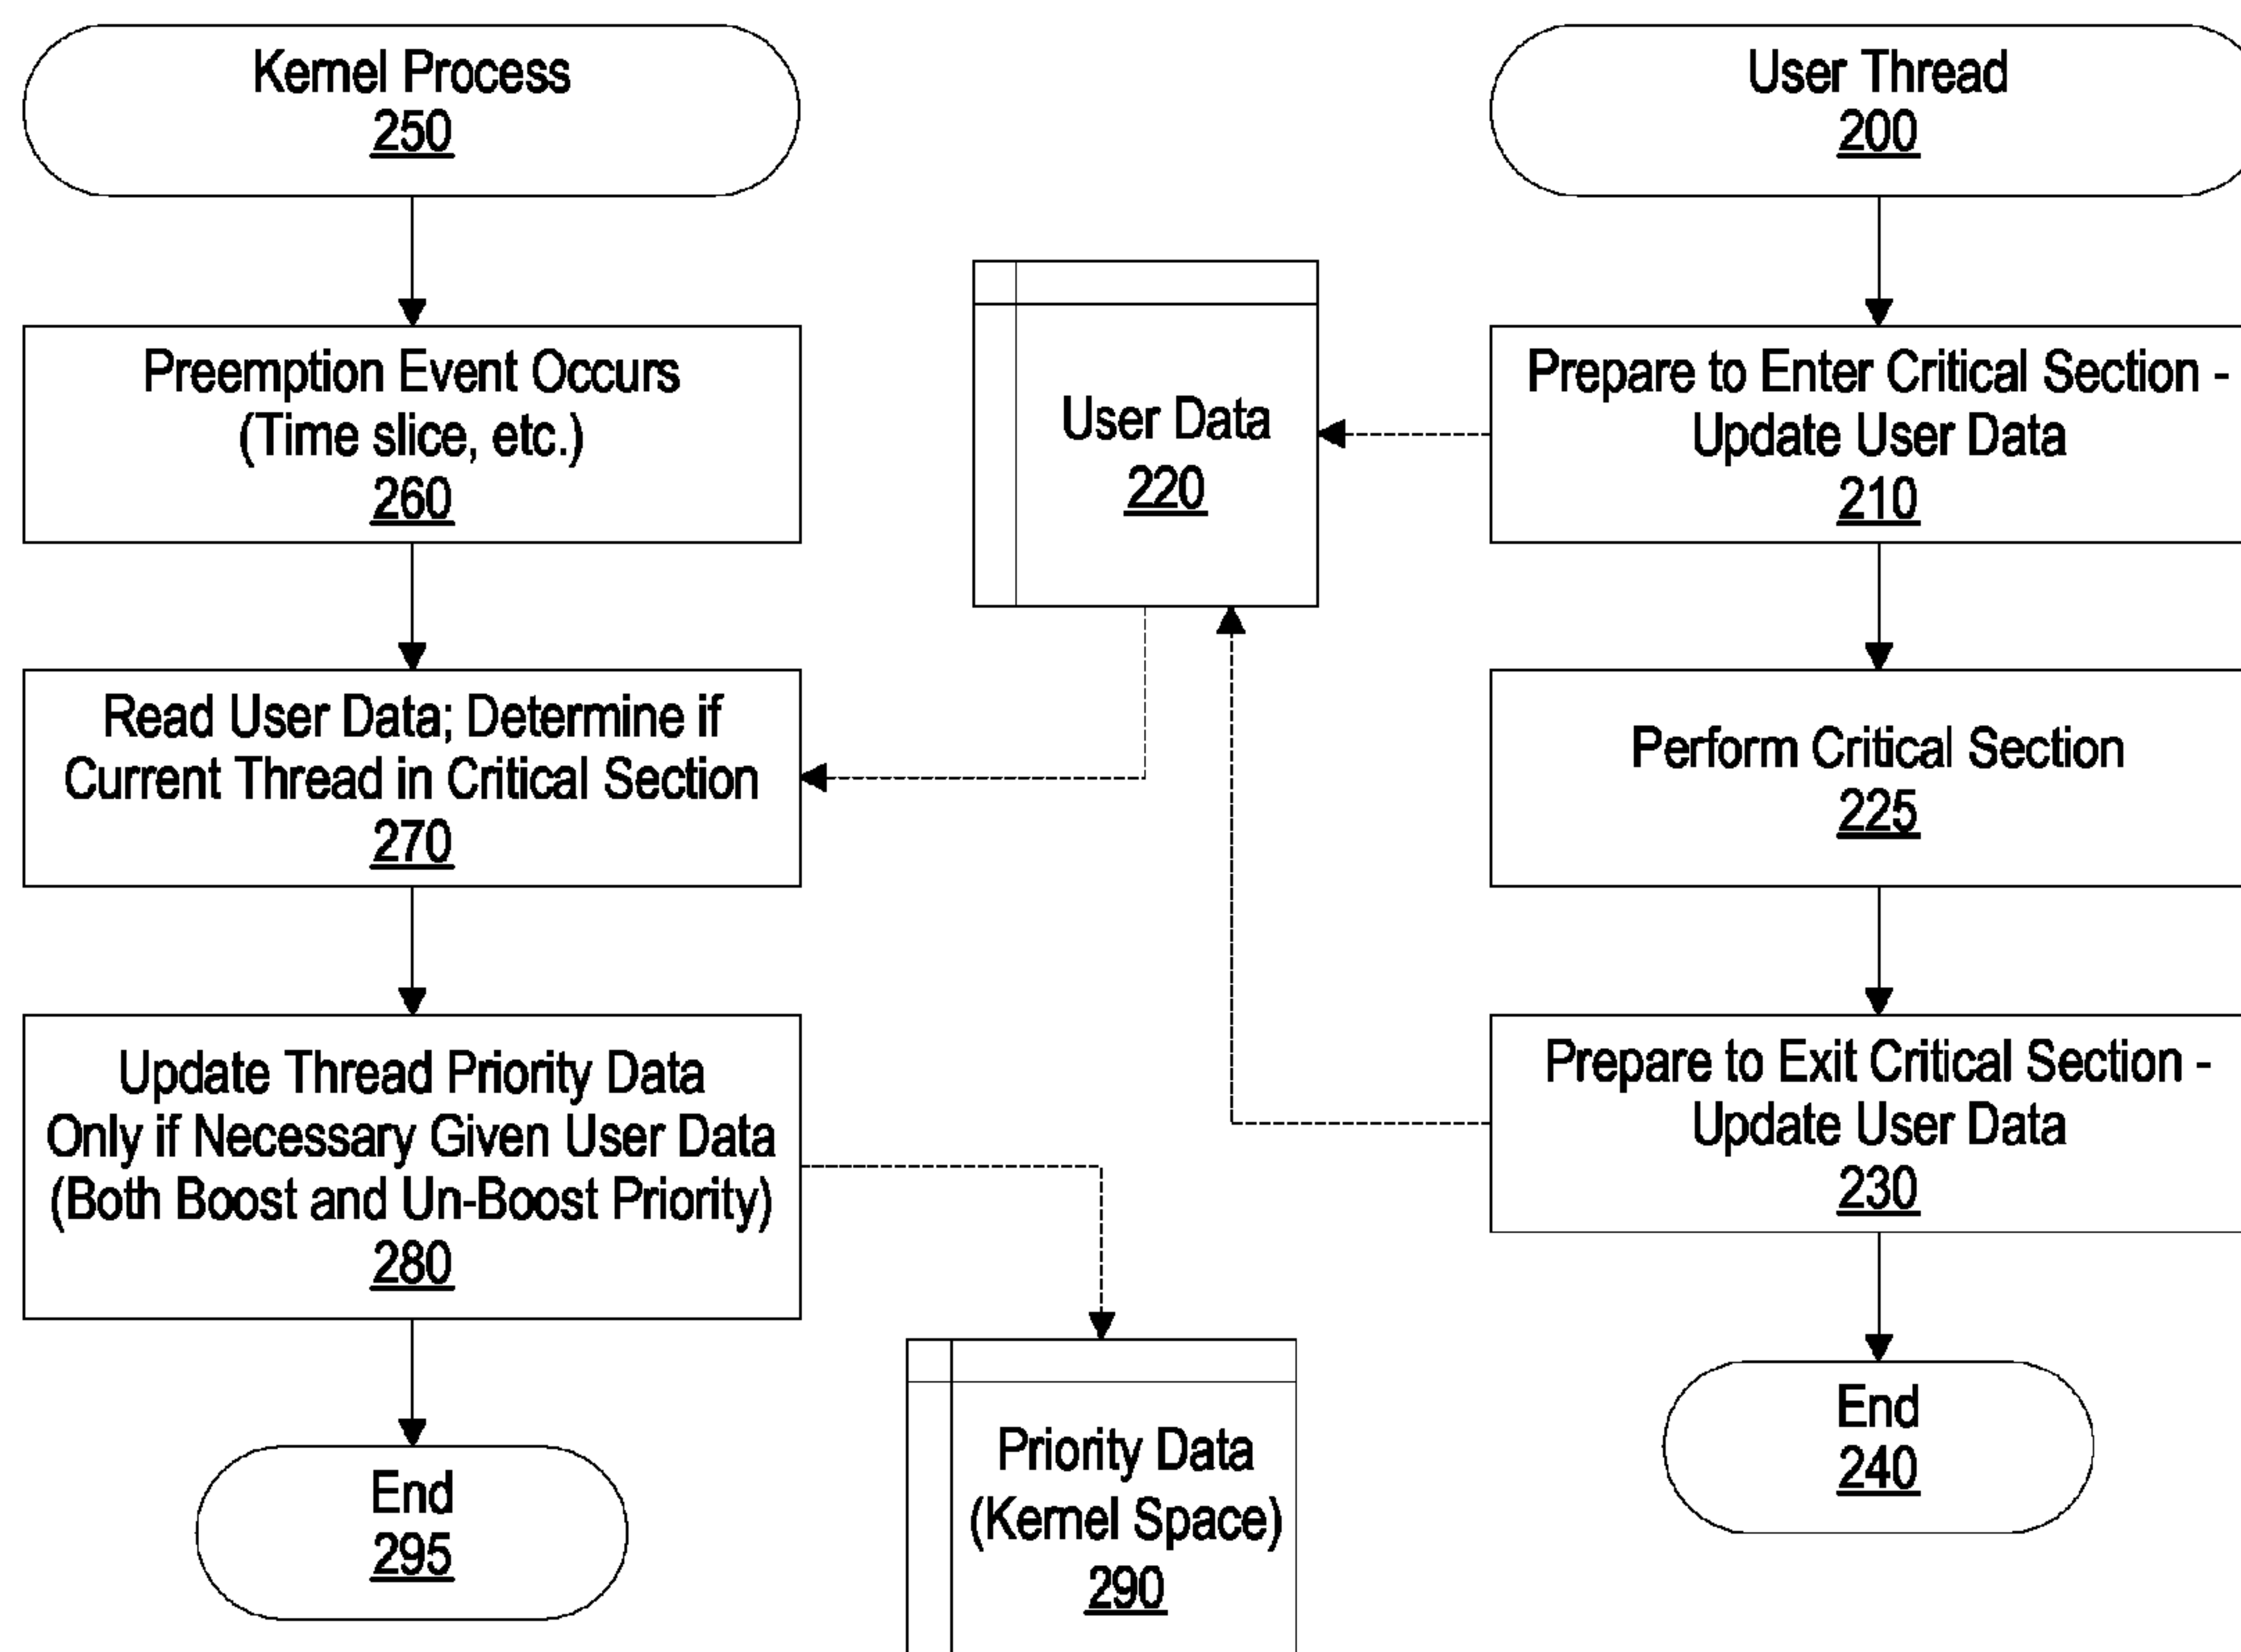 Kernel Process
250
Preemption Event Occurs
(Time slice, etc.)
260
Read User Data; Determine if
Current Thread in Critical Section
270
Update Thread Priority Data
Only if Necessary Given User Data
(Both Boost and Un-Boost Priority)
280
End
295
User Data
220
Priority Data
(Kernel Space)
290
User Thread
200
Prepare to Enter Critical Section -
Update User Data
210
Perform Critical Section
225
Prepare to Exit Critical Section -
Update User Data
230
End
240